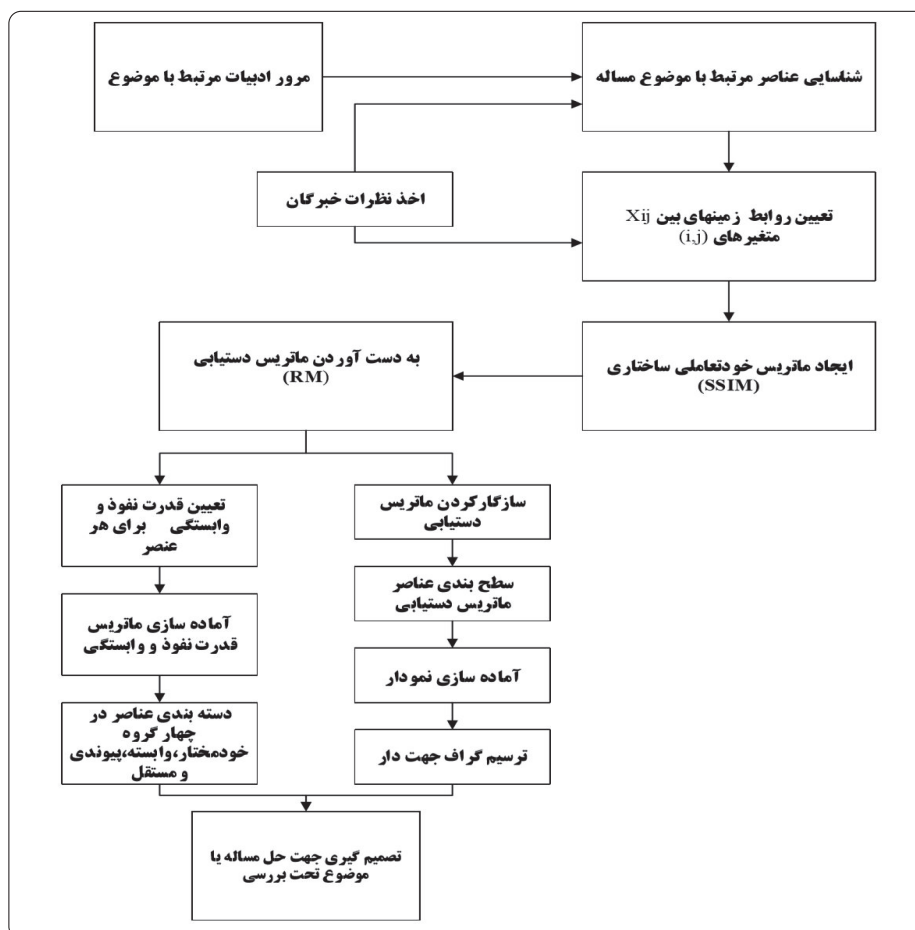 مرور ادبیات مرتبط با موضوع
شناسایی عناصر مرتبط با موضوع مساله
اخذ نظرات خبرگان
تعیین روابط زمینهای بین Xij
متغیرهای (i,j)
ایجاد ماتریس خودتعاملی ساختاری
(SSIM)
به دست آوردن ماتریس دستیابی
(RM)
سازگارکردن ماتریس
دستیابی
سطح بندی عناصر
ماتریس دستیابی
آماده سازی نمودار
ترسیم گراف جهت دار
تعیین قدرت نفوذ و
وابستگی برای هر
عنصر
آماده سازی ماتریس
قدرت نفوذ و وابستگی
دسته بندی عناصر در
چهار گروه
خودمختار،وابسته،پیوندی
و مستقل
تصمیم گیری جهت حل مساله یا
موضوع تحت بررسی